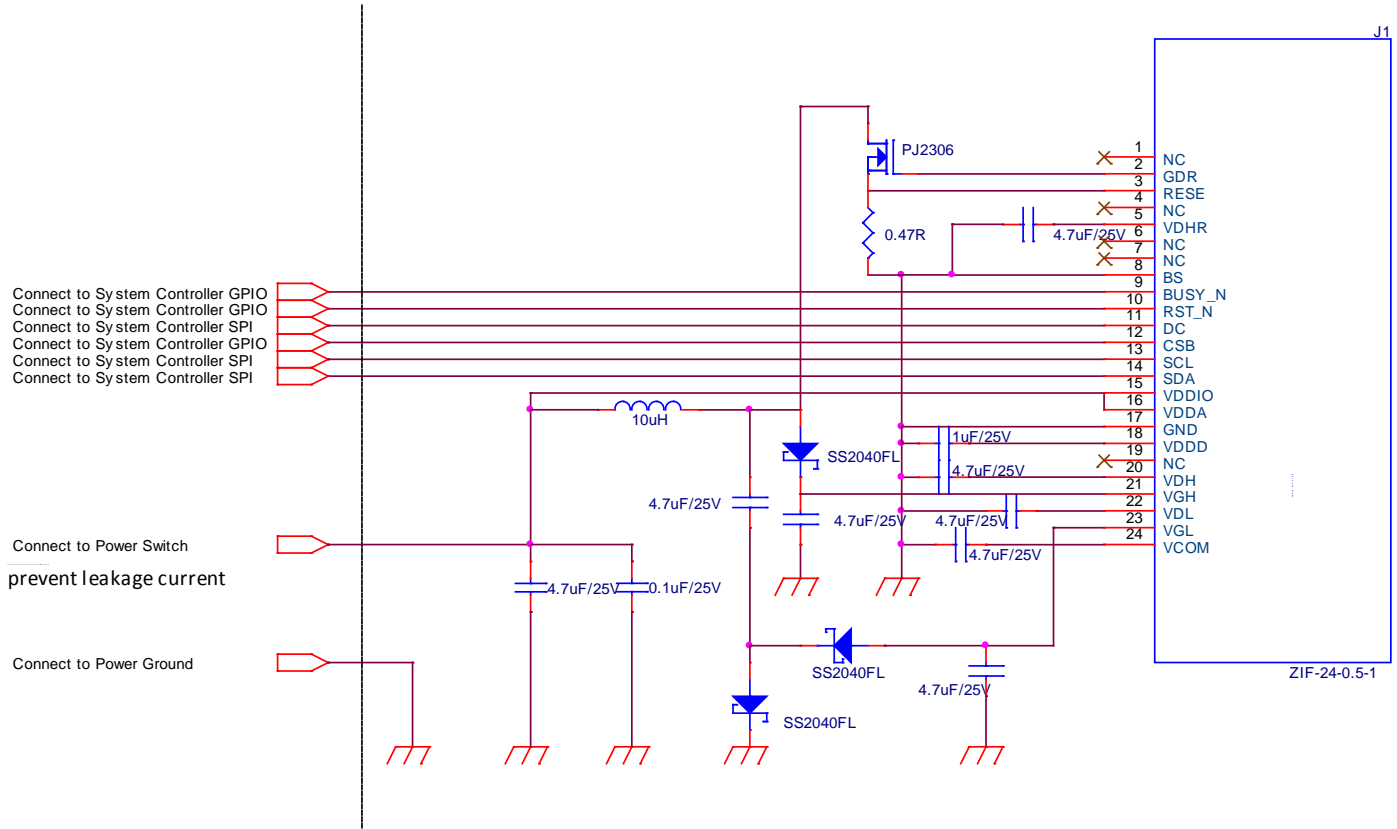 J1
PJ2306
0.47R
4.7uF/25V
1
NC
2
GDR
3
RESE
4
NC
5
VDHR
6
NC
7
NC
8
BS
9
BUSY_N
10
RST_N
11
DC
12
CSB
13
SCL
14
SDA
15
VDDIO
16
VDDA
17
GND
18
VDDD
19
NC
20
VDH
21
VGH
22
VDL
23
VGL
24
VCOM
Connect to System Controller GPIO
Connect to System Controller GPIO
Connect to System Controller SPI
Connect to System Controller GPIO
Connect to System Controller SPI
Connect to System Controller SPI
10uH
SS2040FL
1uF/25V
4.7uF/25V
4.7uF/25V
4.7uF/25V
4.7uF/25V
4.7uF/25V
Connect to Power Switch
prevent leakage current
4.7uF/25V
0.1uF/25V
Connect to Power Ground
SS2040FL
4.7uF/25V
SS2040FL
ZIF-24-0.5-1